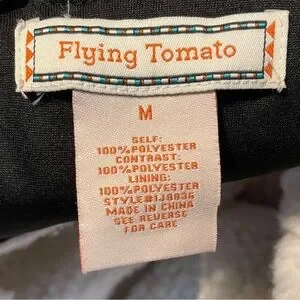 Flying Tomato
M
SELF:
100%POLYESTER
CONTRAST:
100%POLYESTER
LINING:
100%POLYESTER
STYLE#1J8836
MADE IN CHINA
SEE REVERSE
FOR CARE